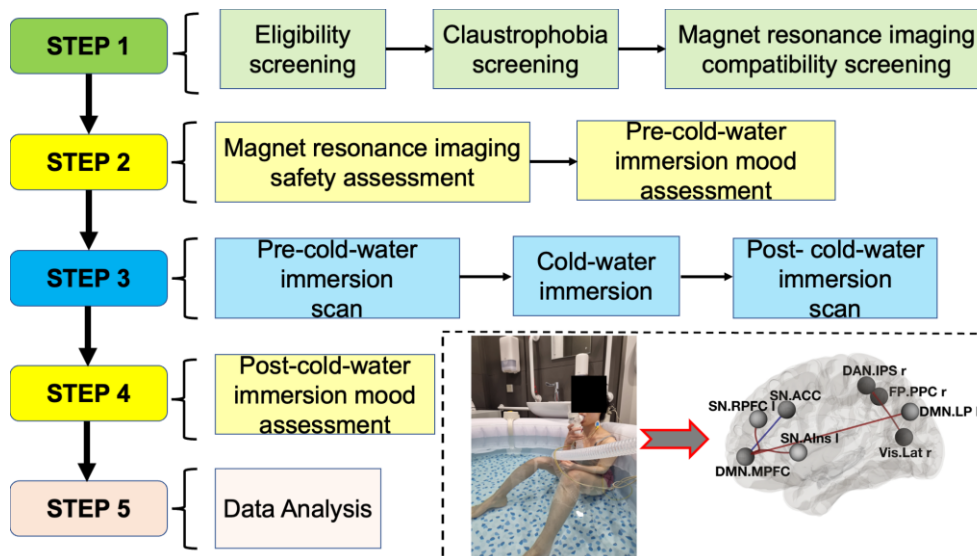 STEP 1
Eligibility
screening
Claustrophobia
screening
Magnet resonance imaging
compatibility screening
STEP 2
Magnet resonance imaging
safety assessment
Pre-cold-water
immersion mood
assessment
STEP 3
Pre-cold-water
immersion
scan
Cold-water
immersion
Post- cold-water
immersion
scan
STEP 4
Post-cold-water
immersion mood
assessment
DAN.IPS r
FP.PPC r
SN.ACC
SN.RPFC l
DMN.LP l
SN.AIns l
Vis.Lat r
DMN.MPFC
STEP 5
Data Analysis